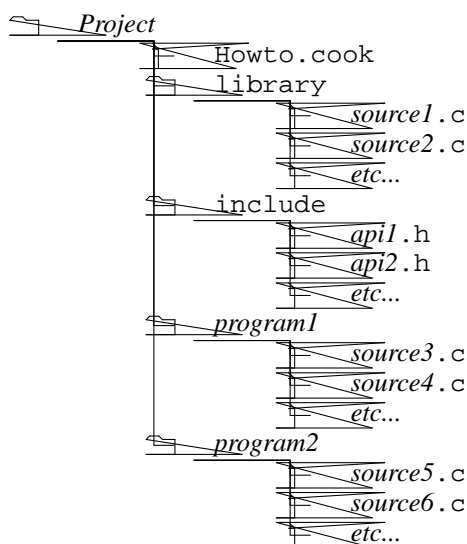 Project
Howto.cook
library
source1.c
source2.c
etc...
include
api1.h
api2.h
etc...
program1
source3.c
source4.c
etc...
program2
source5.c
source6.c
etc...